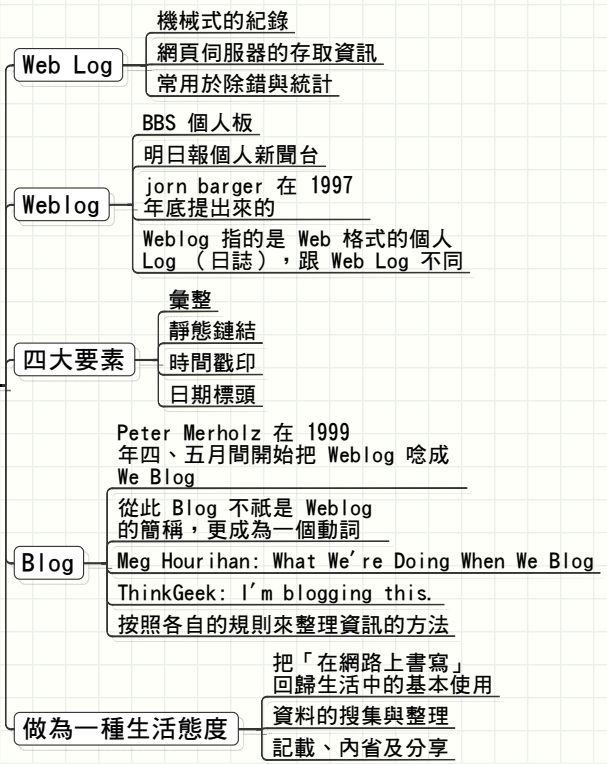 Web Log
機械式的紀錄
網頁伺服器的存取資訊
常用於除錯與統計
Weblog
BBS 個人板
明日報個人新聞台
jorn barger 在 1997
年底提出來的
Weblog 指的是 Web 格式的個人
Log （日誌），跟 Web Log 不同
四大要素
彙整
靜態鏈結
時間戳印
日期標頭
Blog
Peter Merholz 在 1999
年四、五月間開始把 Weblog 唸成
We Blog
從此 Blog 不祇是 Weblog
的簡稱，更成為一個動詞
Meg Hourihan: What We're Doing When We Blog
ThinkGeek: I'm blogging this.
按照各自的規則來整理資訊的方法
做為一種生活態度
把「在網路上書寫」
回歸生活中的基本使用
資料的搜集與整理
記載、內省及分享